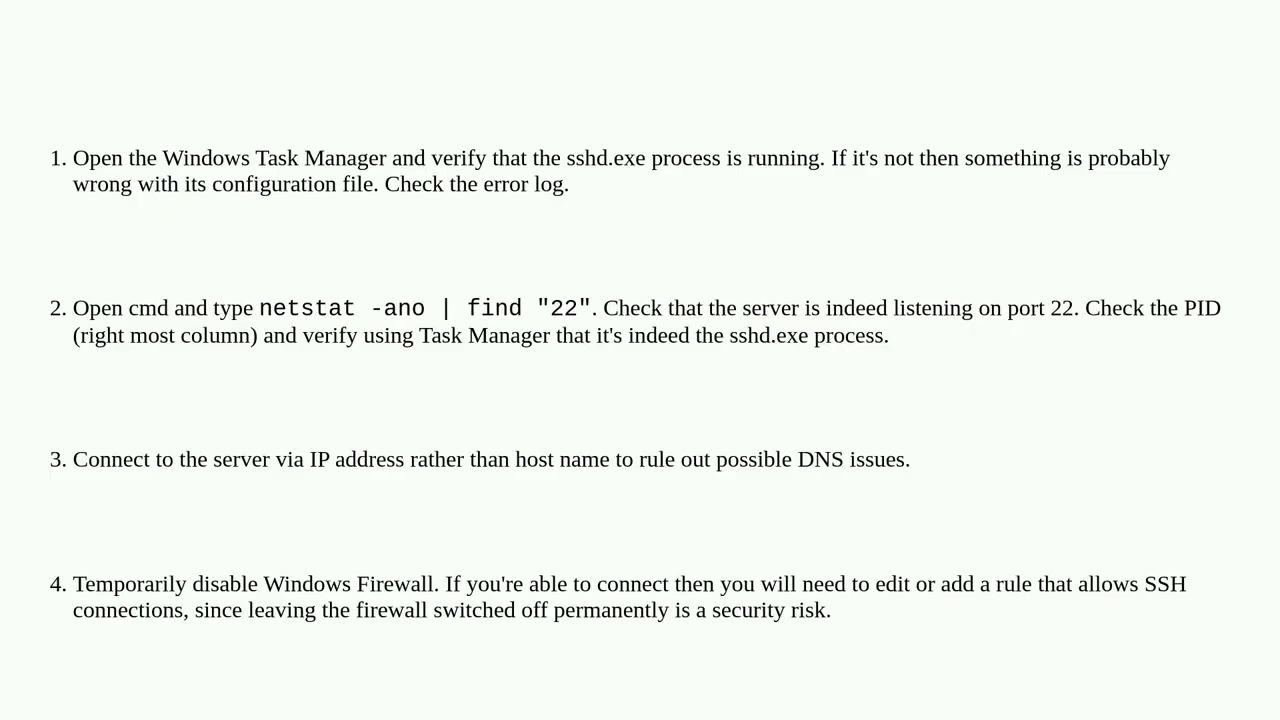 1. Open the Windows Task Manager and verify that the sshd.exe process is running. If it's not then something is probably
wrong with its configuration file. Check the error log.
2. Open cmd and type netstat -ano | find "22". Check that the server is indeed listening on port 22. Check the PID
(right most column) and verify using Task Manager that it's indeed the sshd.exe process.
3. Connect to the server via IP address rather than host name to rule out possible DNS issues.
4. Temporarily disable Windows Firewall. If you're able to connect then you will need to edit or add a rule that allows SSH
connections, since leaving the firewall switched off permanently is a security risk.